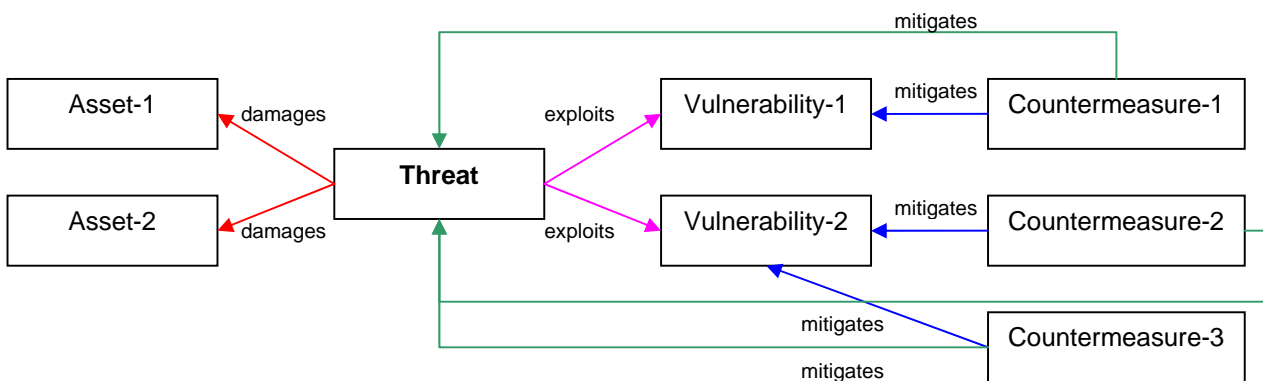 mitigates
Asset-1
damages
exploits
Vulnerability-1
mitigates
Countermeasure-1
Threat
Asset-2
damages
exploits
Vulnerability-2
mitigates
Countermeasure-2
mitigates
Countermeasure-3
mitigates